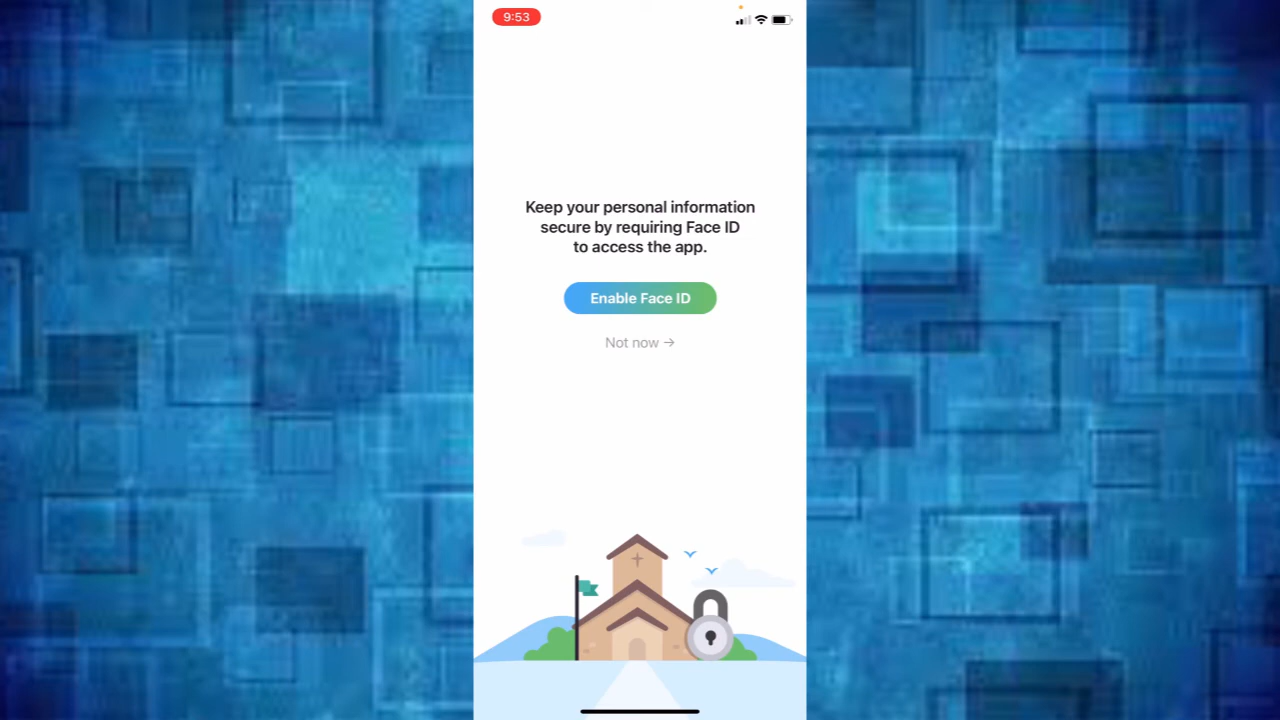 9:53
Keep your personal information
secure by requiring Face ID
to access the app.
Enable Face ID
Not now →